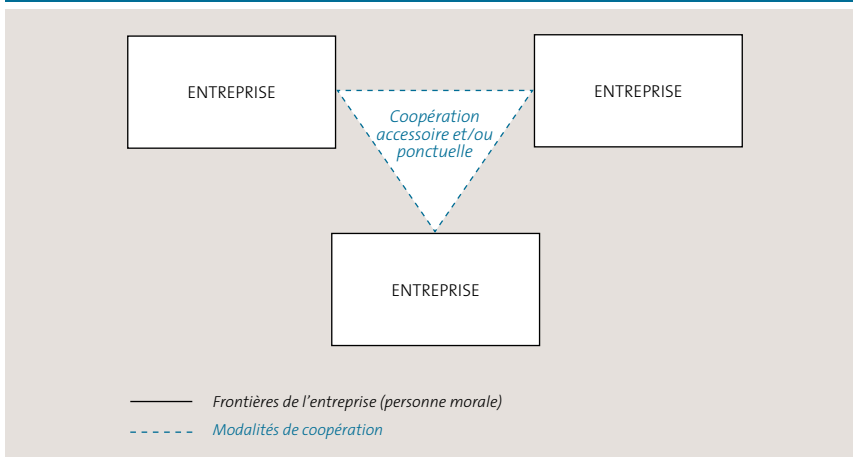 ENTREPRISE
ENTREPRISE
Coopération
accessoire et/ou
ponctuelle
ENTREPRISE
Frontières de l'entreprise (personne morale)
Modalités de coopération